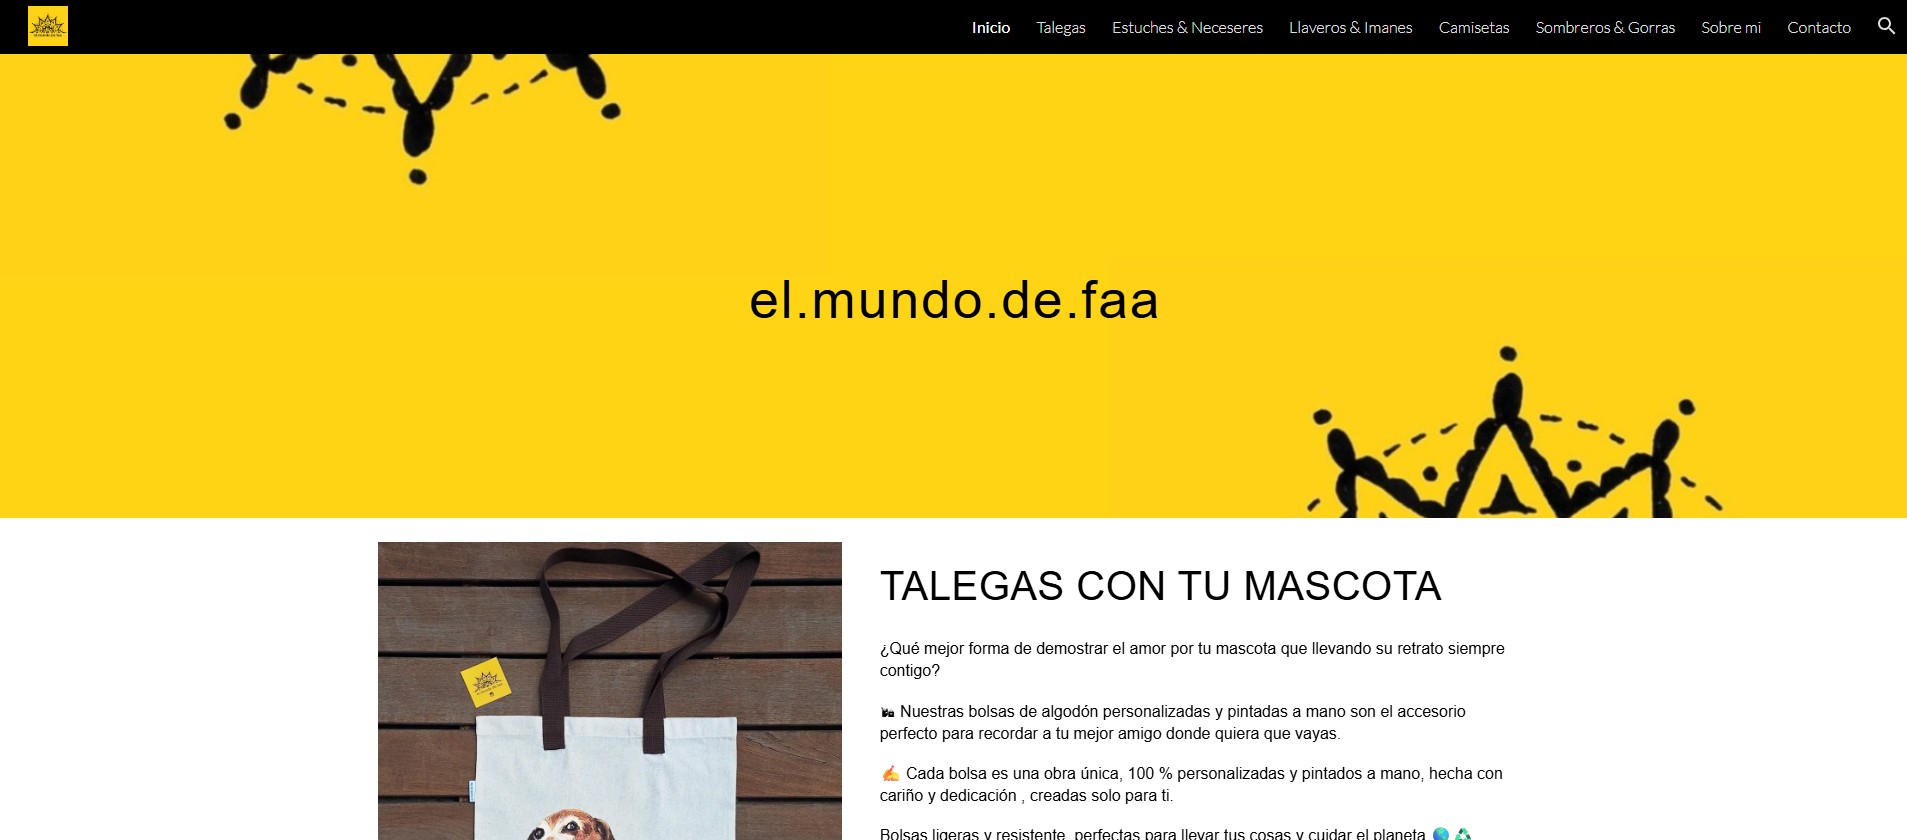 Inicio Talegas Estuches & Neceseres Llaveros & Imanes Camisetas Sombreros & Gorras Sobre mi Contacto
el.mundo.de.faa
TALEGAS CON TU MASCOTA
¿Qué mejor forma de demostrar el amor por tu mascota que llevando su retrato siempre
contigo?
Nuestras bolsas de algodón personalizadas y pintadas a mano son el accesorio
perfecto para recordar a tu mejor amigo donde quiera que vayas.
✍ Cada bolsa es una obra única, 100 % personalizadas y pintados a mano, hecha con
cariño y dedicación , creadas solo para ti.
Bolsas ligeras y resistente, perfectas para llevar tus cosas y cuidar el planeta 🌎 ♻